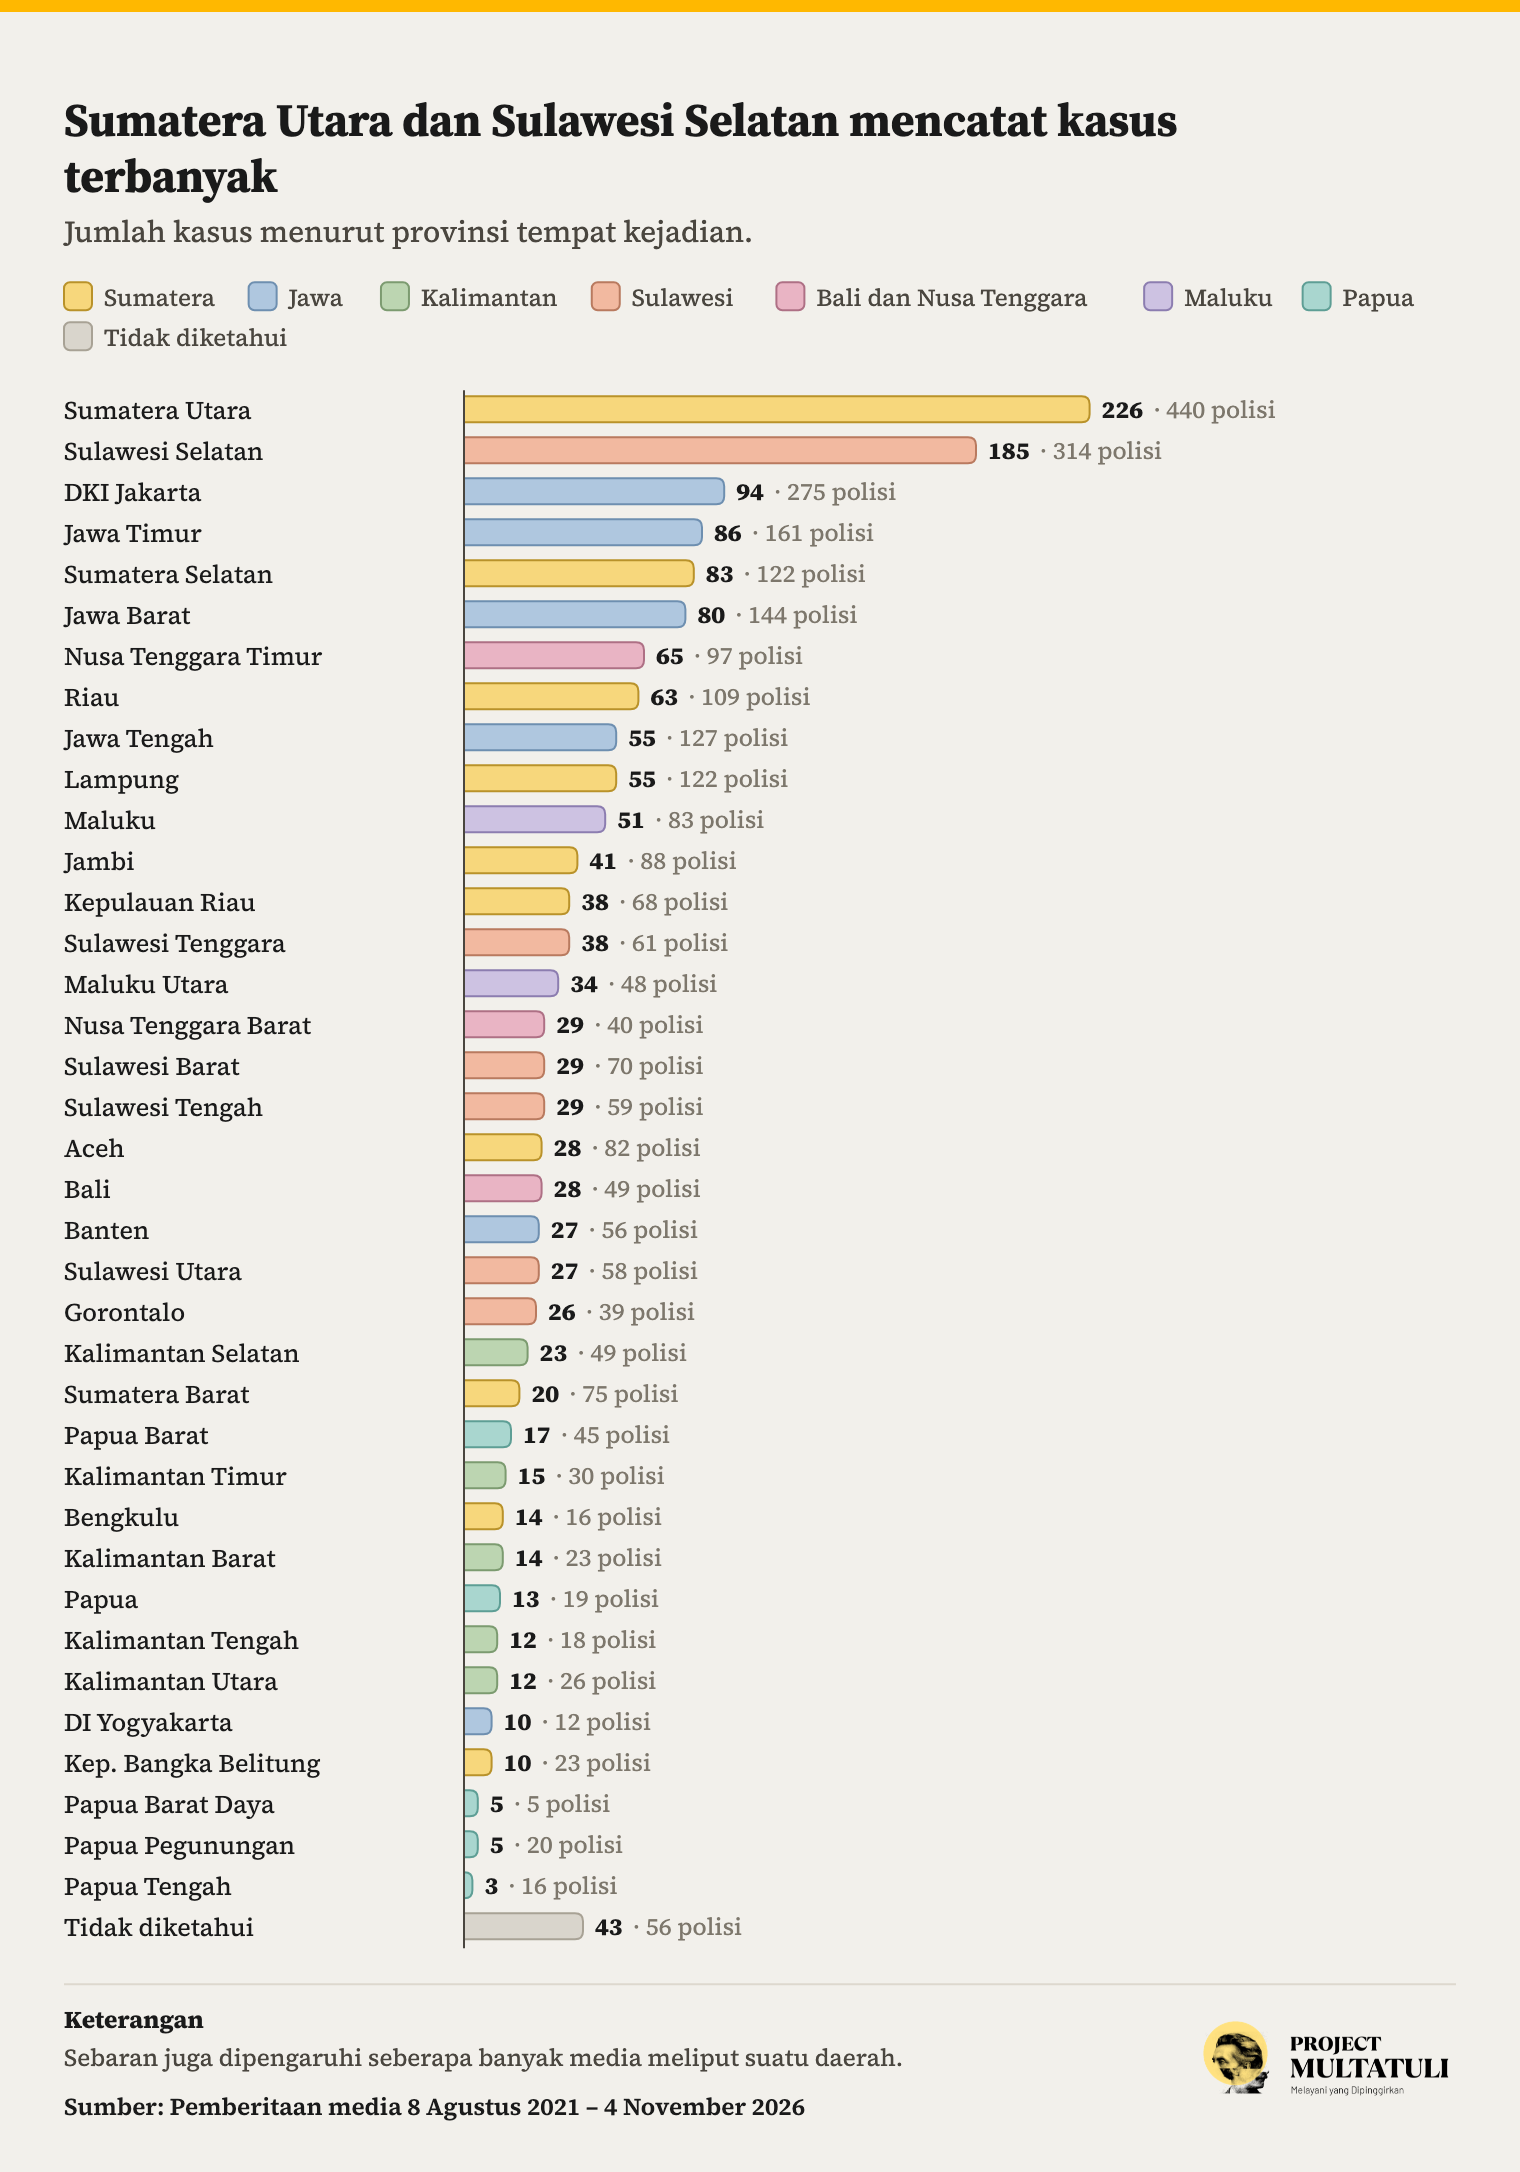 Sumatera Utara dan Sulawesi Selatan mencatat kasus
terbanyak
Jumlah kasus menurut provinsi tempat kejadian.
Sumatera Jawa Kalimantan Sulawesi Bali dan Nusa Tenggara Maluku Papua
Tidak diketahui
Sumatera Utara 226 · 440 polisi
Sulawesi Selatan 185 · 314 polisi
DKI Jakarta 94 · 275 polisi
Jawa Timur 86 · 161 polisi
Sumatera Selatan 83 · 122 polisi
Jawa Barat 80 · 144 polisi
Nusa Tenggara Timur 65 · 97 polisi
Riau 63 · 109 polisi
Jawa Tengah 55 · 127 polisi
Lampung 55 · 122 polisi
Maluku 51 · 83 polisi
Jambi 41 · 88 polisi
Kepulauan Riau 38 · 68 polisi
Sulawesi Tenggara 38 · 61 polisi
Maluku Utara 34 · 48 polisi
Nusa Tenggara Barat 29 · 40 polisi
Sulawesi Barat 29 · 70 polisi
Sulawesi Tengah 29 · 59 polisi
Aceh 28 · 82 polisi
Bali 28 · 49 polisi
Banten 27 · 56 polisi
Sulawesi Utara 27 · 58 polisi
Gorontalo 26 · 39 polisi
Kalimantan Selatan 23 · 49 polisi
Sumatera Barat 20 · 75 polisi
Papua Barat 17 · 45 polisi
Kalimantan Timur 15 · 30 polisi
Bengkulu 14 · 16 polisi
Kalimantan Barat 14 · 23 polisi
Papua 13 · 19 polisi
Kalimantan Tengah 12 · 18 polisi
Kalimantan Utara 12 · 26 polisi
DI Yogyakarta 10 · 12 polisi
Kep. Bangka Belitung 10 · 23 polisi
Papua Barat Daya 5 · 5 polisi
Papua Pegunungan 5 · 20 polisi
Papua Tengah 3 · 16 polisi
Tidak diketahui 43 · 56 polisi
Keterangan
Sebaran juga dipengaruhi seberapa banyak media meliput suatu daerah.
Sumber: Pemberitaan media 8 Agustus 2021 – 4 November 2026
PROJECT
MULTATULI
Melayani yang Dipinggirkan